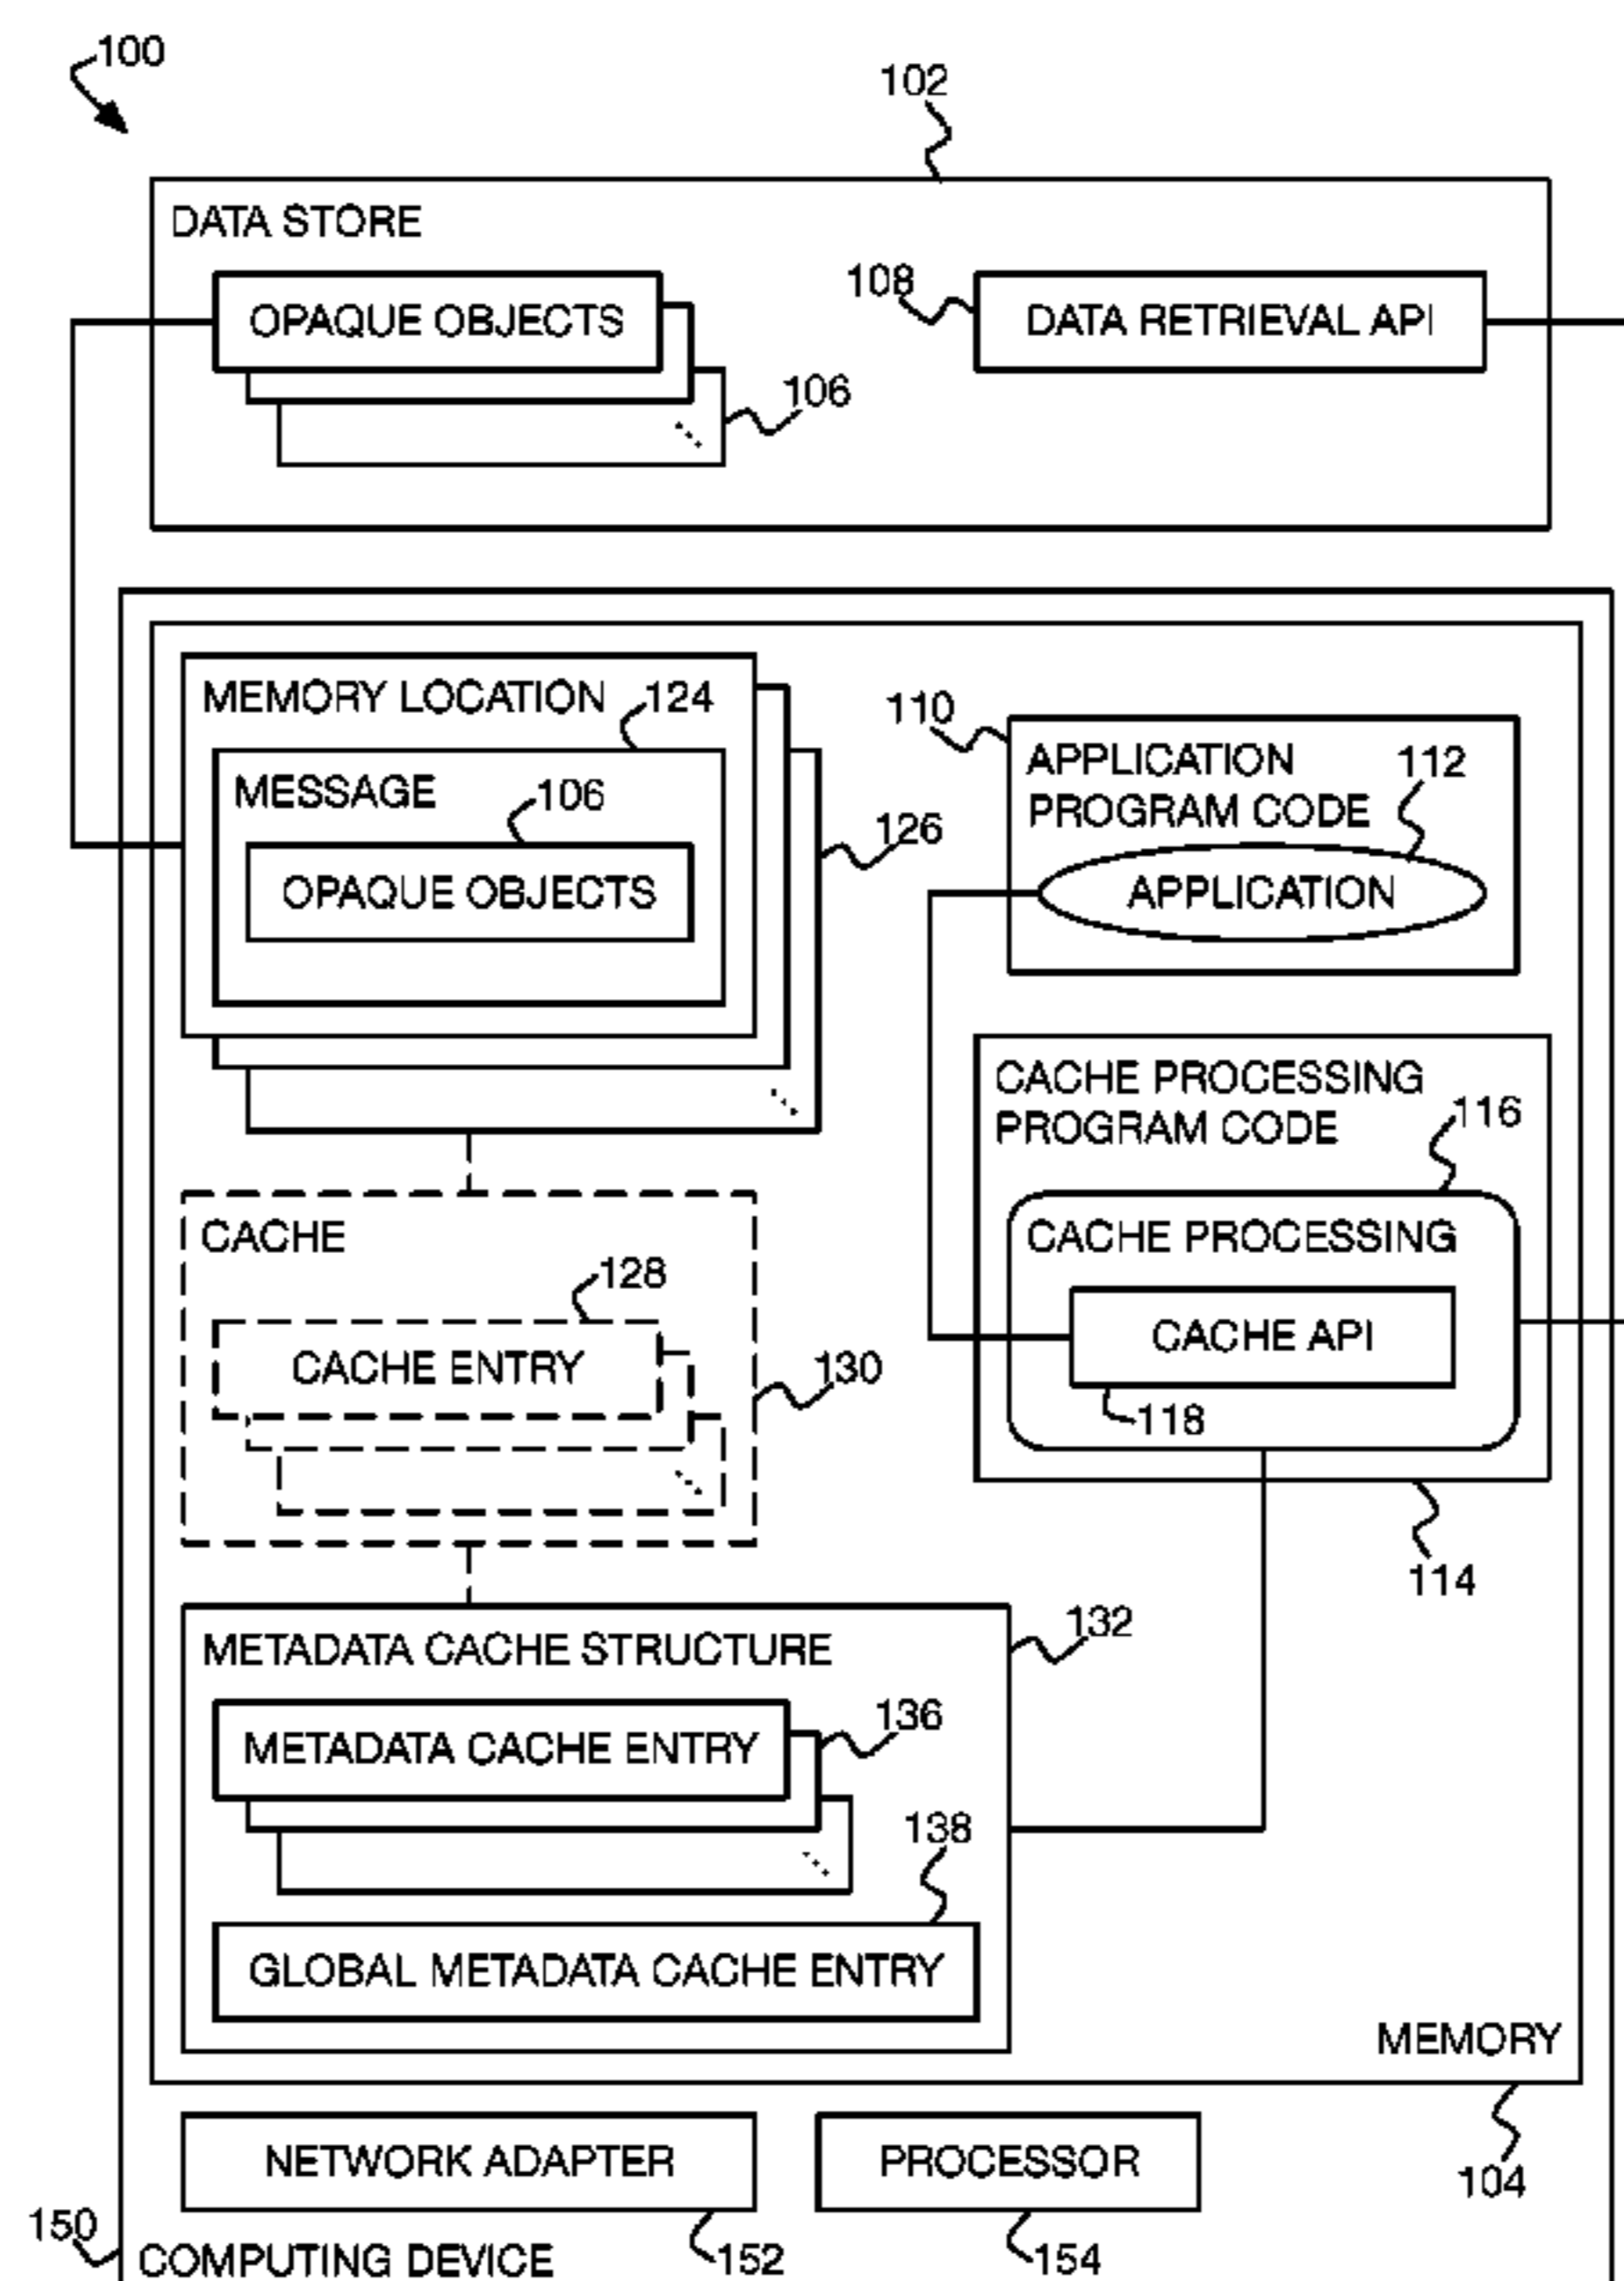 100
102
DATA STORE
OPAQUE OBJECTS
108
DATA RETRIEVAL API
106
MEMORY LOCATION
124
MESSAGE
106
OPAQUE OBJECTS
126
110
APPLICATION
PROGRAM CODE
112
APPLICATION
CACHE PROCESSING
PROGRAM CODE
116
CACHE PROCESSING
CACHE API
118
114
CACHE
128
CACHE ENTRY
130
METADATA CACHE STRUCTURE
132
METADATA CACHE ENTRY
136
138
GLOBAL METADATA CACHE ENTRY
MEMORY
104
NETWORK ADAPTER
152
PROCESSOR
154
150
COMPUTING DEVICE